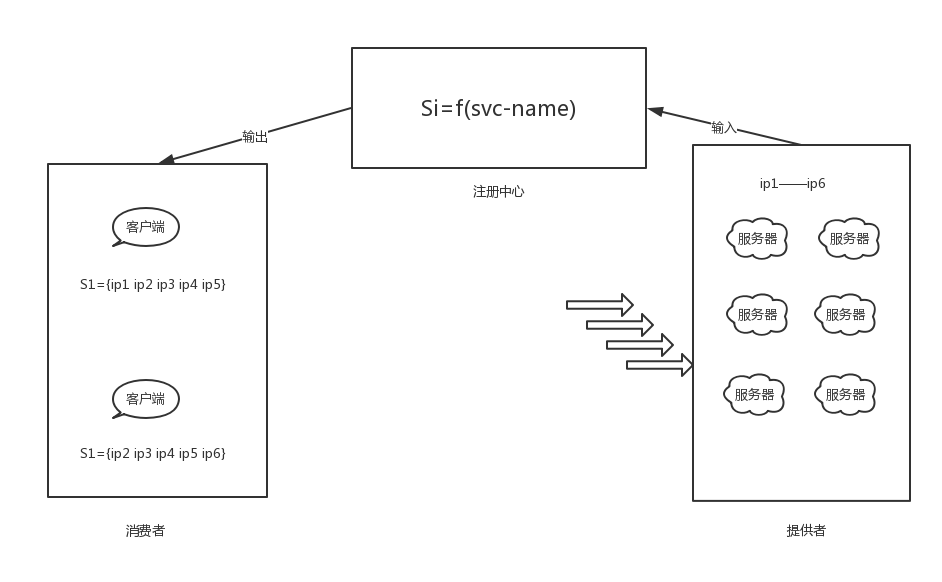 Si=f(svc-name)
输出
输入
注册中心
ip1——ip6
客户端
服务器
服务器
S1={ip1 ip2 ip3 ip4 ip5}
服务器
服务器
客户端
服务器
服务器
S1={ip2 ip3 ip4 ip5 ip6}
消费者
提供者